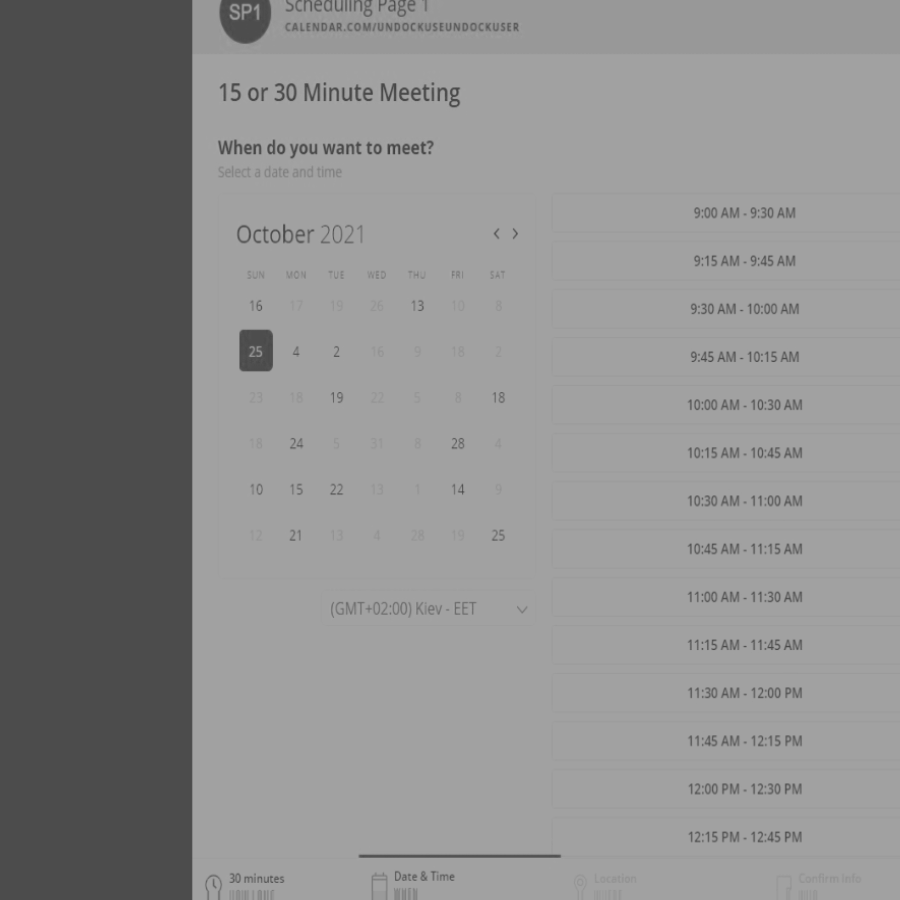 SP1
Scheduling Page 1
CALENDAR.COM/UNDOCKUSEUNDOCKUSER
15 or 30 Minute Meeting
When do you want to meet?
Select a date and time
October 2021
SUN MON TUE WED THU FRI SAT
16 17 19 26 13 10 8
25 4 2 16 9 18 2
23 18 19 22 5 8 18
18 24 5 31 8 28 4
10 15 22 13 1 14 9
12 21 13 4 28 19 25
(GMT+02:00) Kiev - EET
9:00 AM - 9:30 AM
9:15 AM - 9:45 AM
9:30 AM - 10:00 AM
9:45 AM - 10:15 AM
10:00 AM - 10:30 AM
10:15 AM - 10:45 AM
10:30 AM - 11:00 AM
10:45 AM - 11:15 AM
11:00 AM - 11:30 AM
11:15 AM - 11:45 AM
11:30 AM - 12:00 PM
11:45 AM - 12:15 PM
12:00 PM - 12:30 PM
12:15 PM - 12:45 PM
30 minutes
Date & Time
WHEN
Location
Confirm Info